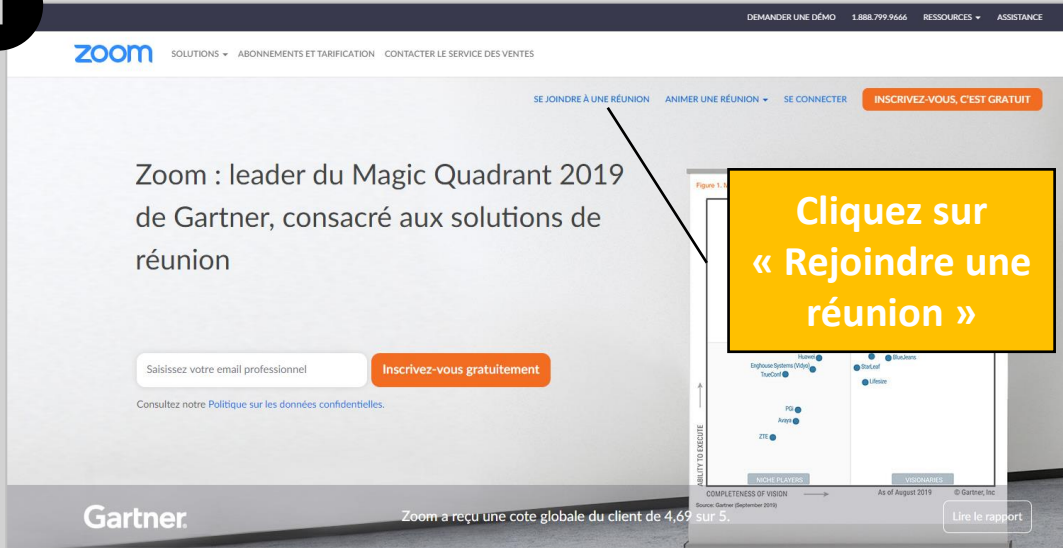 DEMANDER UNE DÉMO 1.888.799.9666 RESSOURCES ASSISTANCE
zoom SOLUTIONS ABONNEMENTS ET TARIFICATION CONTACTER LE SERVICE DES VENTES
SE JOINDRE À UNE RÉUNION ANIMER UNE RÉUNION SE CONNECTER INSCRIVEZ-VOUS, C'EST GRATUIT
Zoom : leader du Magic Quadrant 2019
de Gartner, consacré aux solutions de
réunion
Figure 1.
Cliquez sur
« Rejoindre une
réunion »
Saisissez votre email professionnel
Inscrivez-vous gratuitement
Consultez notre Politique sur les données confidentielles.
Huawei
BlueJeans
Enghouse Systems (Vidyo)
StarLeaf
TrueConf
Lifesize
PGi
Avaya
ZTE
ABILITY TO EXECUTE
NICHE PLAYERS VISIONARIES
COMPLETENESS OF VISION As of August 2019 © Gartner, Inc
Source: Gartner (September 2019)
Gartner.
Zoom a reçu une cote globale du client de 4,69 sur 5.
Lire le rapport